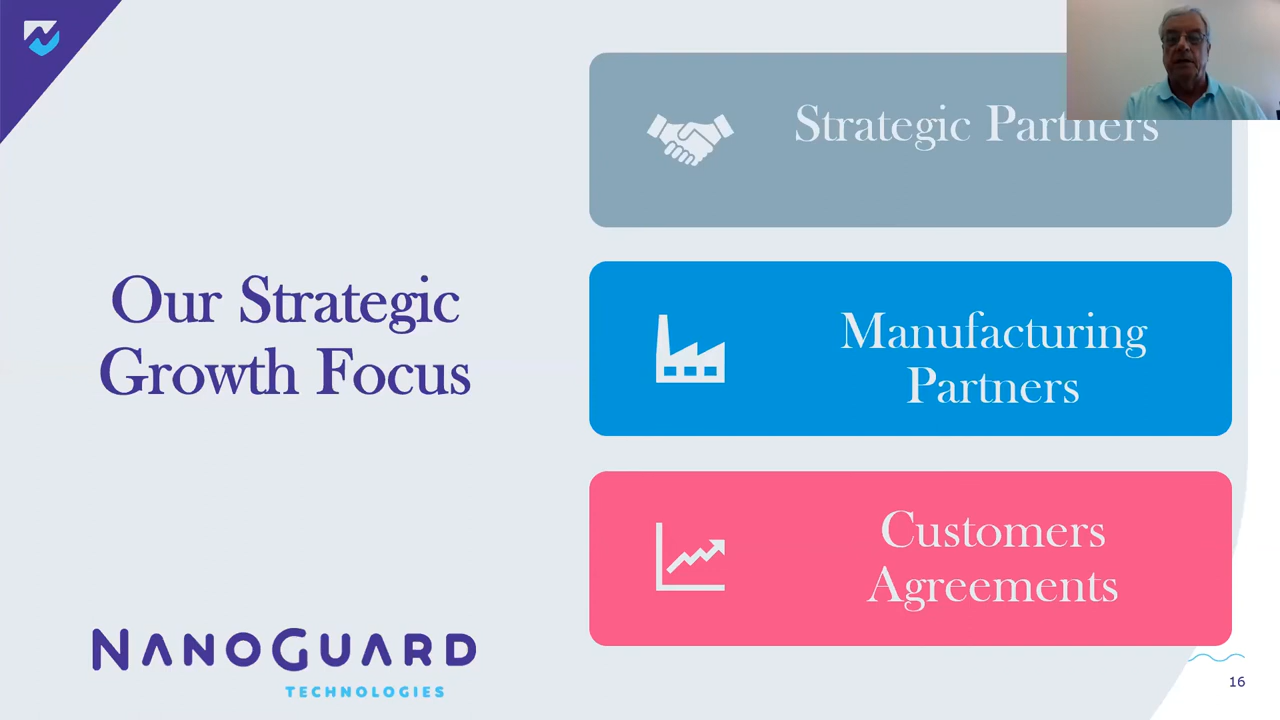 Our Strategic
Growth Focus
Strategic Partners
Manufacturing
Partners
Customers
Agreements
NANOGUARD
TECHNOLOGIES
16